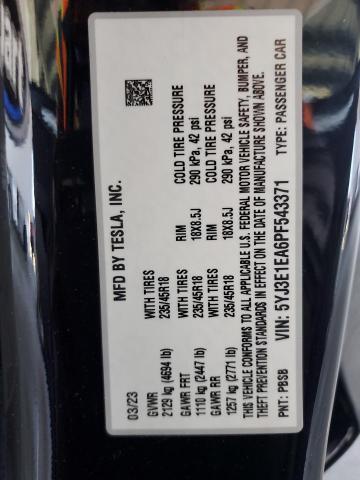 MFD BY TESLA, INC.
03/23
GVWR
2129 kg (4694 lb)
WITH TIRES
235/45R18
RIM
18X8.5J
COLD TIRE PRESSURE
290 kPa, 42 psi
GAWR FRT
1110 kg (2447 lb)
WITH TIRES
235/45R18
RIM
18X8.5J
COLD TIRE PRESSURE
290 kPa, 42 psi
GAWR RR
1257 kg (2771 lb)
WITH TIRES
235/45R18
THIS VEHICLE CONFORMS TO ALL APPLICABLE U.S. FEDERAL MOTOR VEHICLE SAFETY, BUMPER, AND
THEFT PREVENTION STANDARDS IN EFFECT ON THE DATE OF MANUFACTURE SHOWN ABOVE.
VIN: 5YJ3E1EA6PF543371
TYPE: PASSENGER CAR
PNT: PBSB